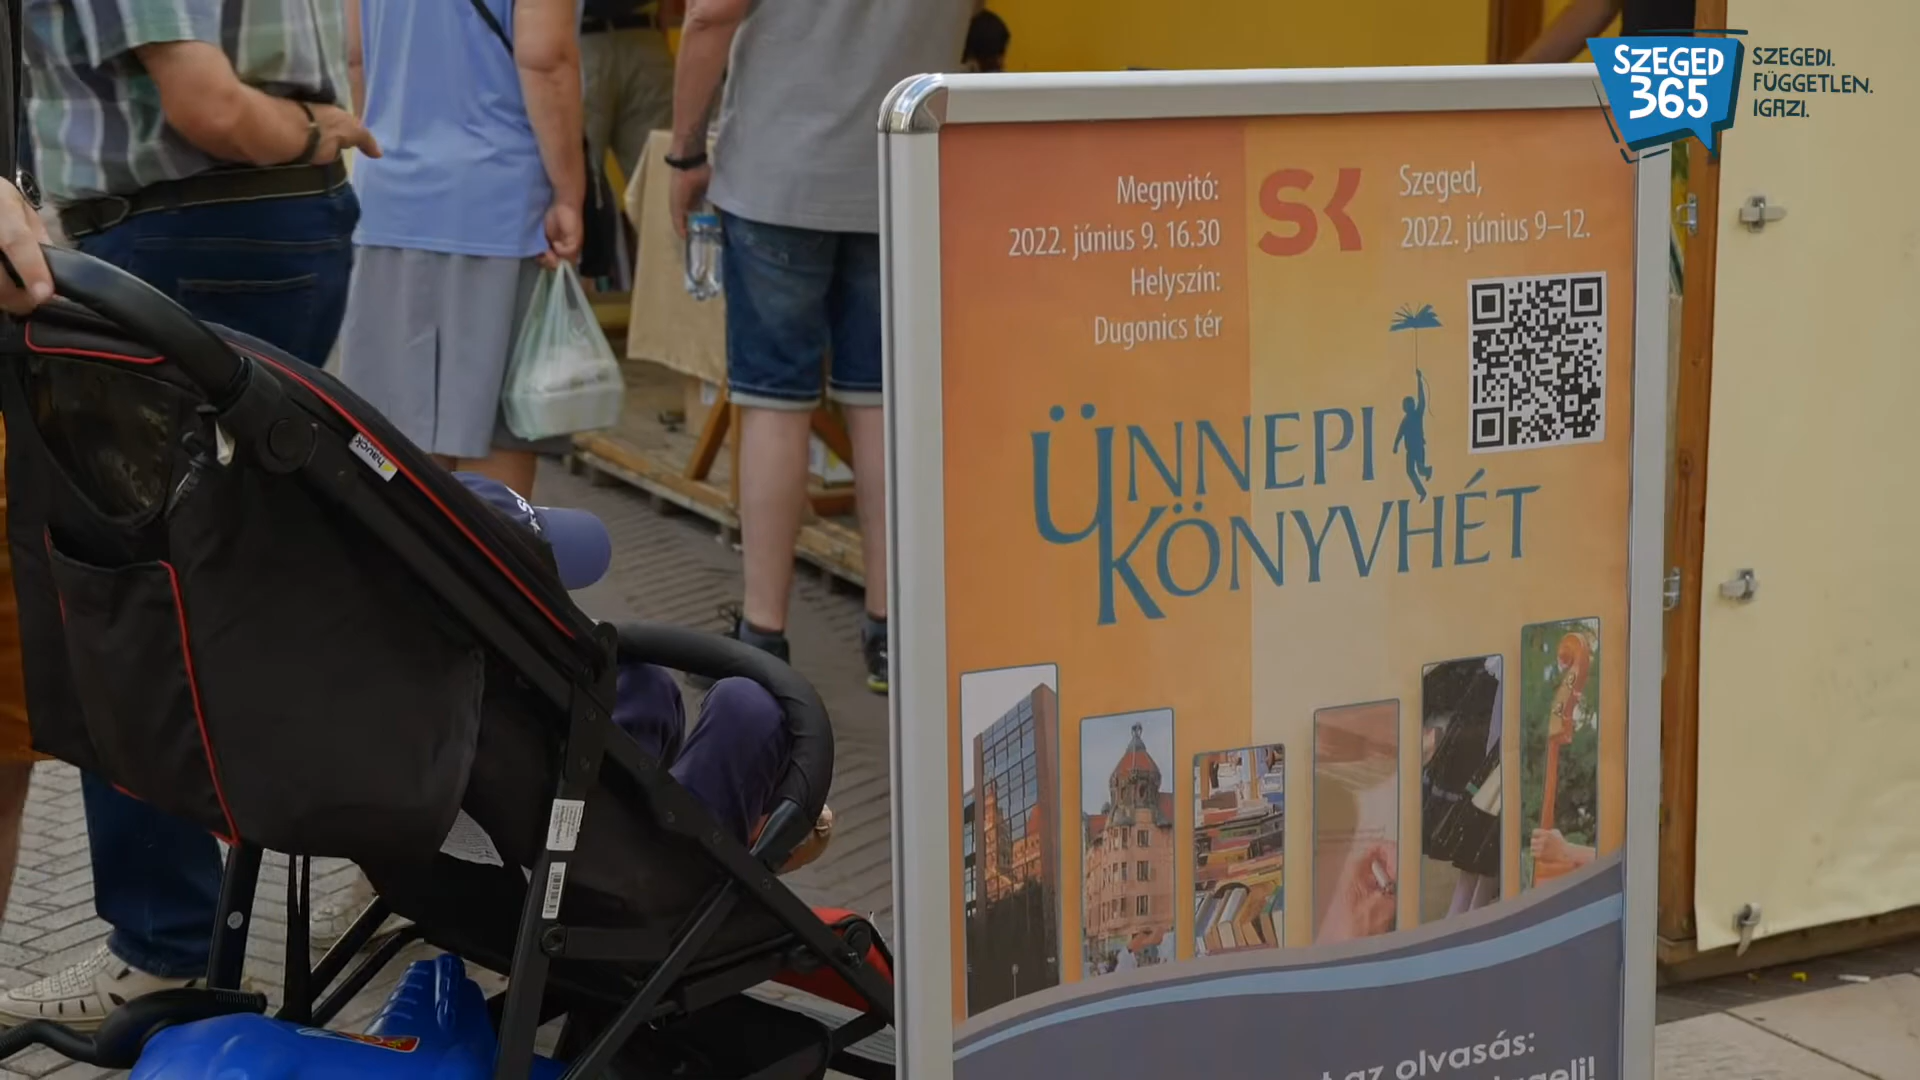 SZEGED
365
SZEGEDI.
FÜGGETLEN.
IGAZI.
Megnyitó:
2022. június 9. 16.30
Helyszín:
Dugonics tér
SK
Szeged,
2022. június 9–12.
ÜNNEPI
KÖNYVHÉT
az olvasás:
hauck